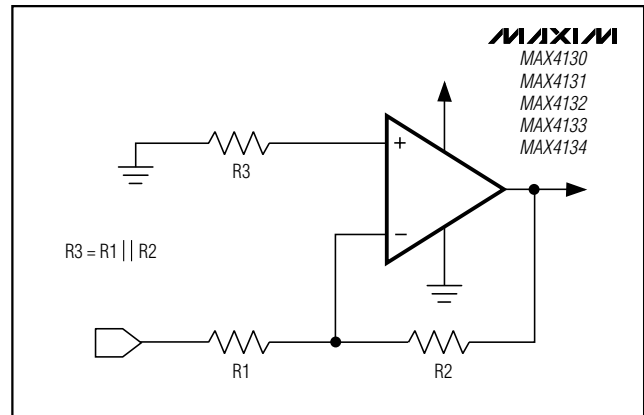 MAXIM
MAX4130
MAX4131
MAX4132
MAX4133
MAX4134
+
R3
−
R3 = R1 || R2
R1
R2